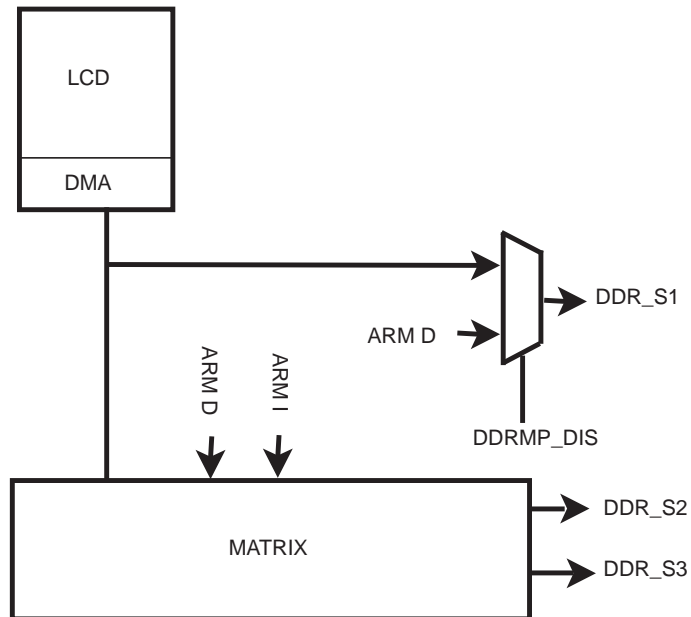 LCD
DMA
DDR_S1
ARM D
ARM D
ARM I
DDRMP_DIS
MATRIX
DDR_S2
DDR_S3